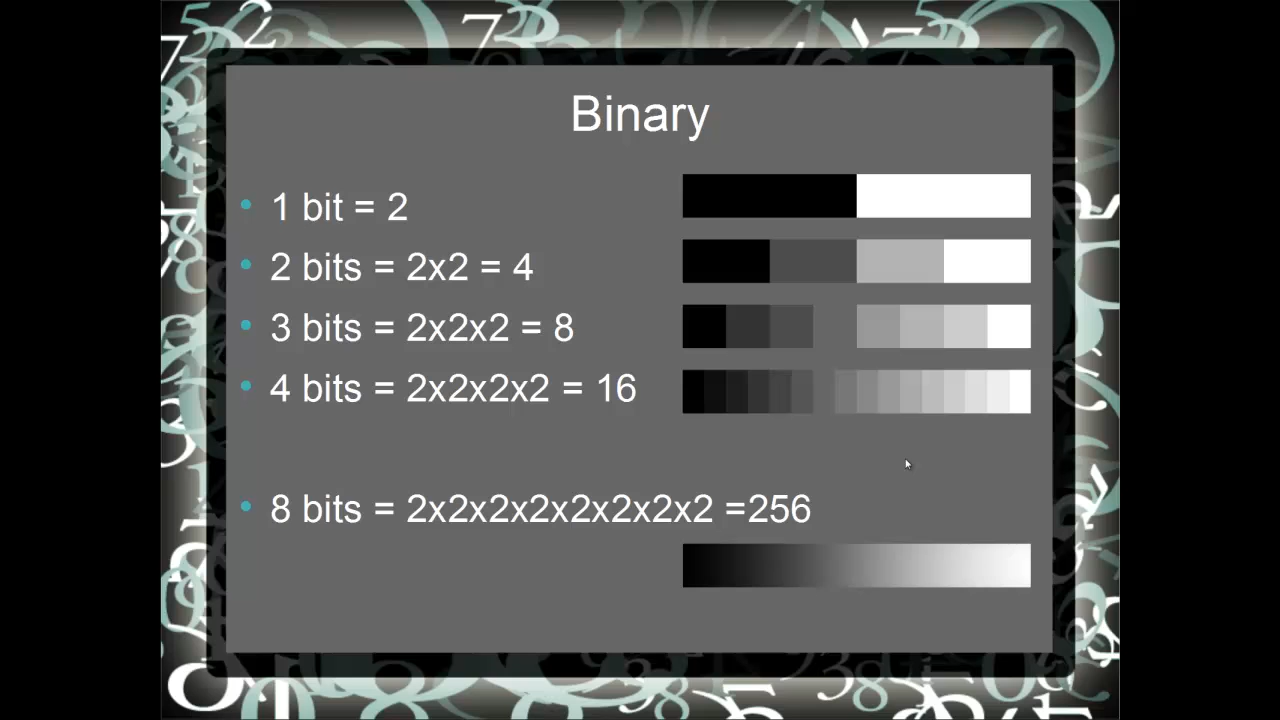 Binary
• 1 bit = 2
• 2 bits = 2x2 = 4
• 3 bits = 2x2x2 = 8
• 4 bits = 2x2x2x2 = 16
• 8 bits = 2x2x2x2x2x2x2x2 =256